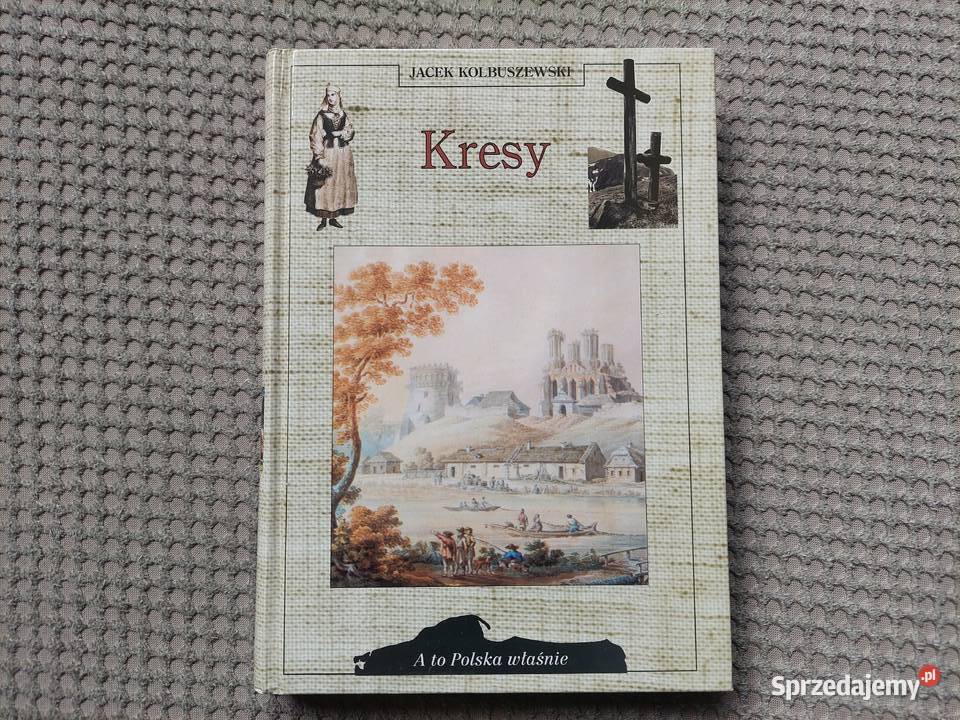 JACEK KOLBUSZEWSKI
Kresy
A to Polska właśnie
Sprzedajemy.pl